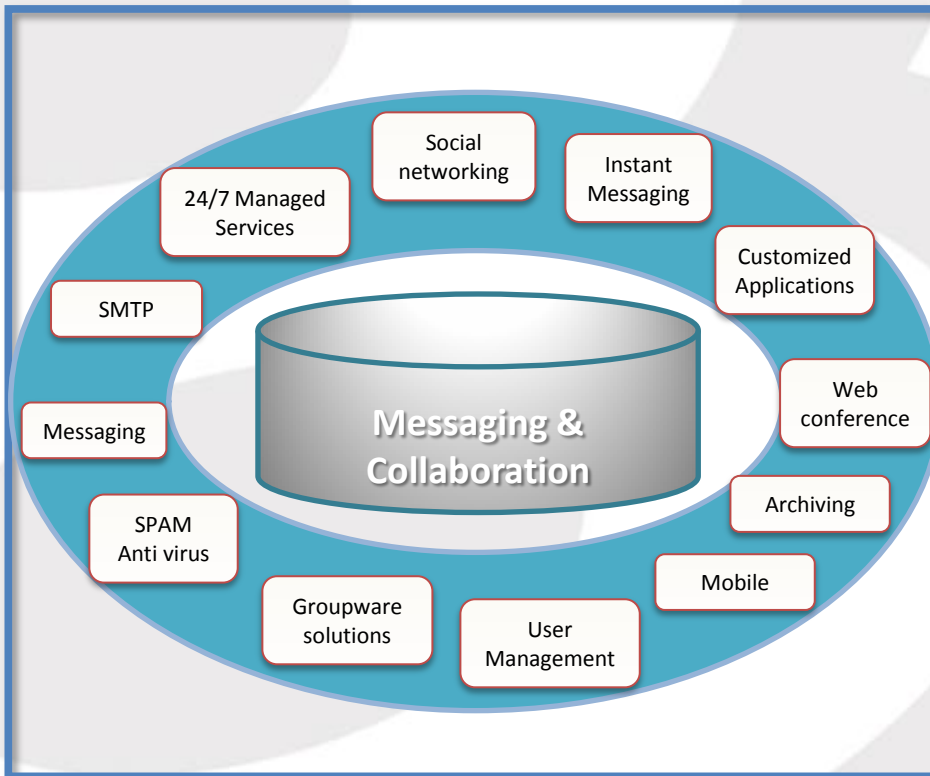 Social
networking
Instant
Messaging
24/7 Managed
Services
Customized
Applications
SMTP
Web
conference
Messaging &
Collaboration
Messaging
Archiving
SPAM
Anti virus
Mobile
Groupware
solutions
User
Management